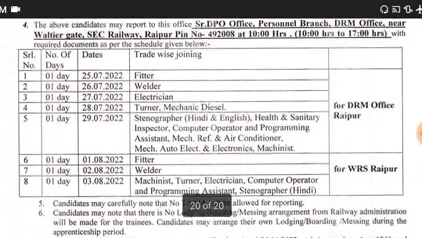 4. The above candidates may report to this office Sr.DPO Office, Personnel Branch, DRM Office, near
Waltier gate, SEC Railway, Raipur Pin No- 492008 at 10:00 Hrs . (10:00 hrs to 17:00 hrs) with
required documents as per the schedule given below:-
Srl. No. No. Of Days Dates Trade wise joining
1 01 day 25.07.2022 Fitter
2 01 day 26.07.2022 Welder
3 01 day 27.07.2022 Electrician
4 01 day 28.07.2022 Turner, Mechanic Diesel.
5 01 day 29.07.2022 Stenographer (Hindi & English), Health & Sanitary
Inspector, Computer Operator and Programming
Assistant, Mech. Ref. & Air Conditioner,
Mech. Auto Elect. & Electronics, Machinist.
for DRM Office
Raipur
6 01 day 01.08.2022 Fitter
7 01 day 02.08.2022 Welder
8 01 day 03.08.2022 Machinist, Turner, Electrician, Computer Operator
and Programming Assistant, Stenographer (Hindi)
for WRS Raipur
5. Candidates may carefully note that No allowed for reporting.
20 of 20
6. Candidates may note that there is No /Messing arrangement from Railway administration
will be made for the trainees. Candidates may arrange their own Lodging/Boarding /Messing during the
apprenticeship period.